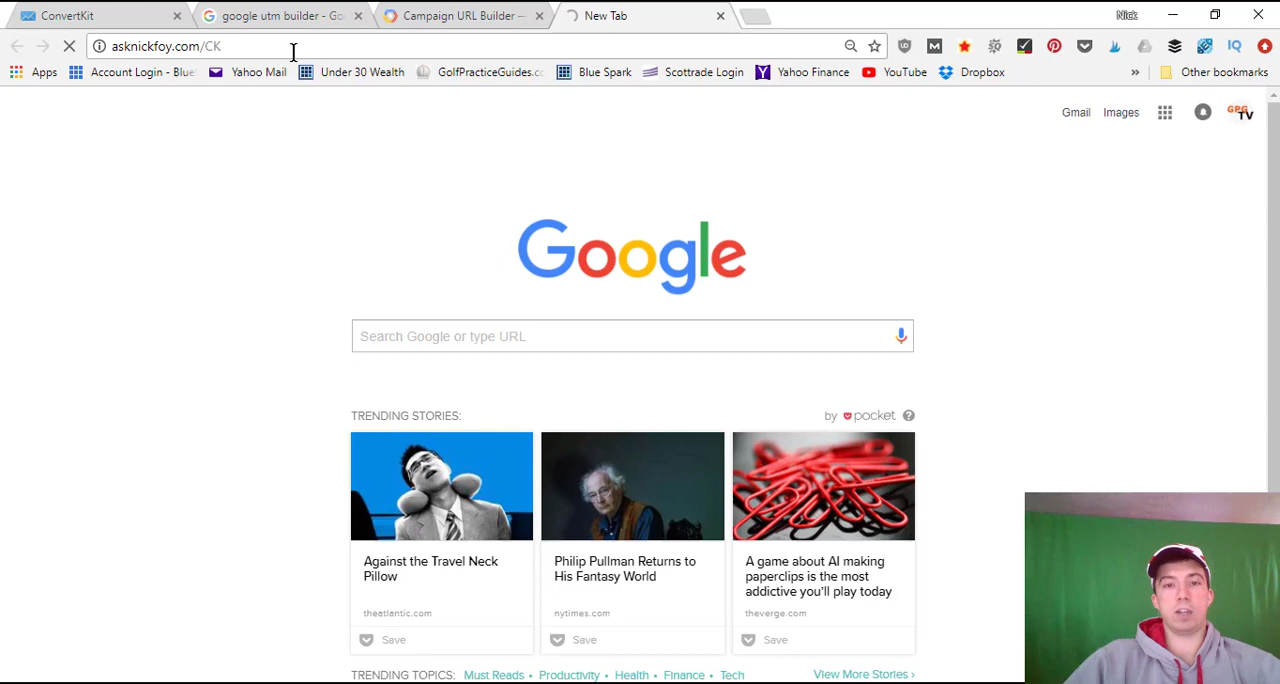 ConvertKit
google utm builder - Go
Campaign URL Builder —
New Tab
Nick
asknickfoy.com/CK
Apps
Account Login - Blue
Yahoo Mail
Under 30 Wealth
GolfPracticeGuides.c
Blue Spark
Scottrade Login
Yahoo Finance
YouTube
Dropbox
»
Other bookmarks
Gmail
Images
GPG
TV
Google
Search Google or type URL
TRENDING STORIES:
by pocket
Against the Travel Neck
Pillow
theatlantic.com
Save
Philip Pullman Returns to
His Fantasy World
nytimes.com
Save
A game about AI making
paperclips is the most
addictive you'll play today
theverge.com
Save
TRENDING TOPICS: Must Reads • Productivity • Health • Finance • Tech
View More Stories ›